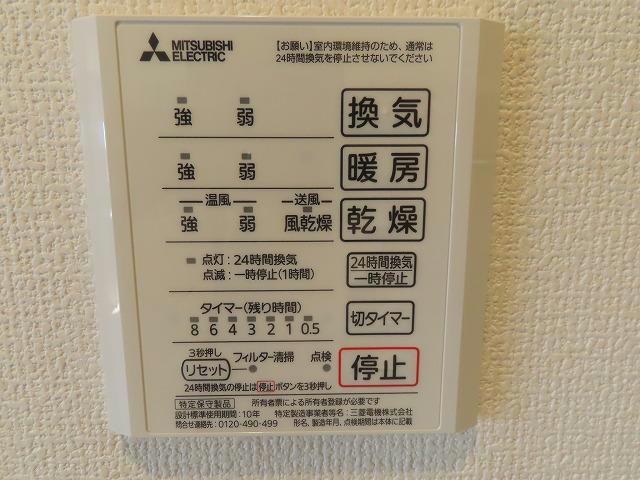 MITSUBISHI
ELECTRIC
【お願い】室内環境維持のため、通常は
24時間換気を停止させないでください
強 弱 換気
強 弱 暖房
温風 送風
強 弱 風乾燥 乾燥
点灯：24時間換気
点滅：一時停止(1時間)
24時間換気
一時停止
タイマー(残り時間)
8 6 4 3 2 1 0.5
切タイマー
3秒押し
リセット フィルター清掃 点検
停止
24時間換気の停止は停止ボタンを3秒押し
特定保守製品 所有者票による所有者登録が必要です
設計標準使用期間：10年 特定製造事業者等名：三菱電機株式会社
問合せ連絡先：0120-490-499 形名、製造年月、点検期間は本体に記載